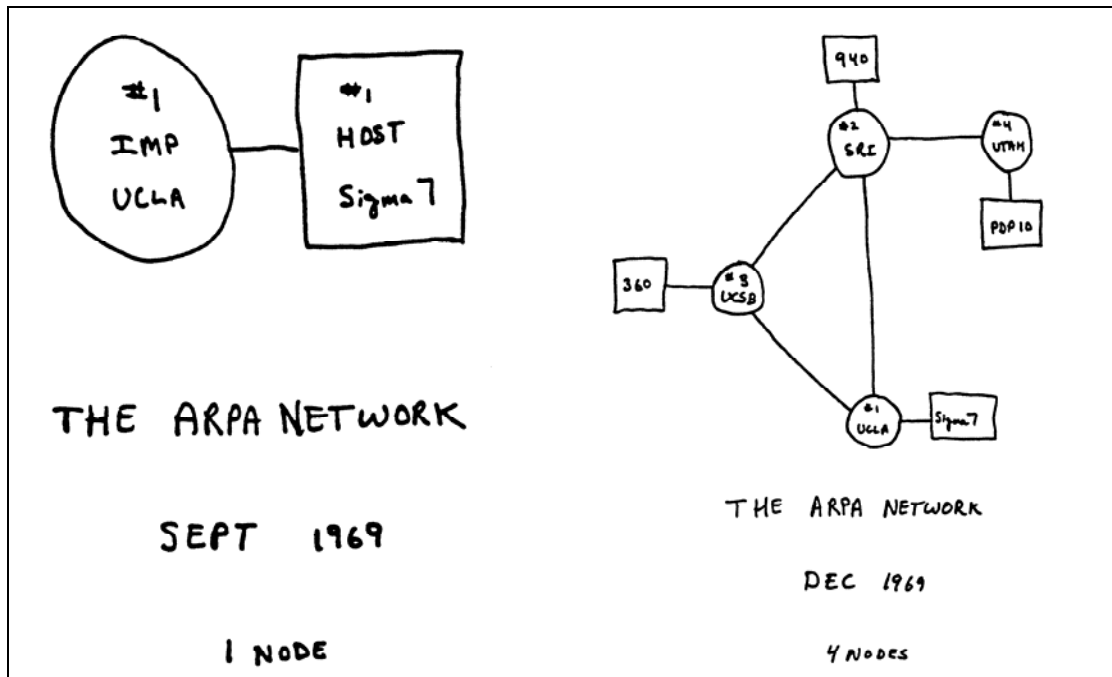 #1
IMP
UCLA
#1
HOST
Sigma 7
THE ARPA NETWORK
SEPT 1969
1 NODE
940
#2
SRI
#4
UTAH
PDP 10
360
#3
UCSB
#1
UCLA
Sigma 7
THE ARPA NETWORK
DEC 1969
4 NODES